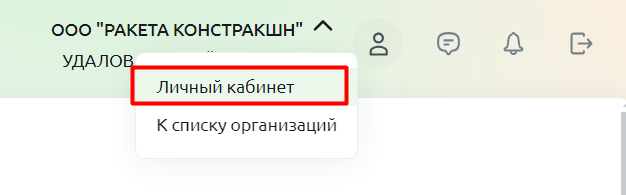 ООО "РАКЕТА КОНСТРАКШН"
УДАЛОВ
Личный кабинет
К списку организаций